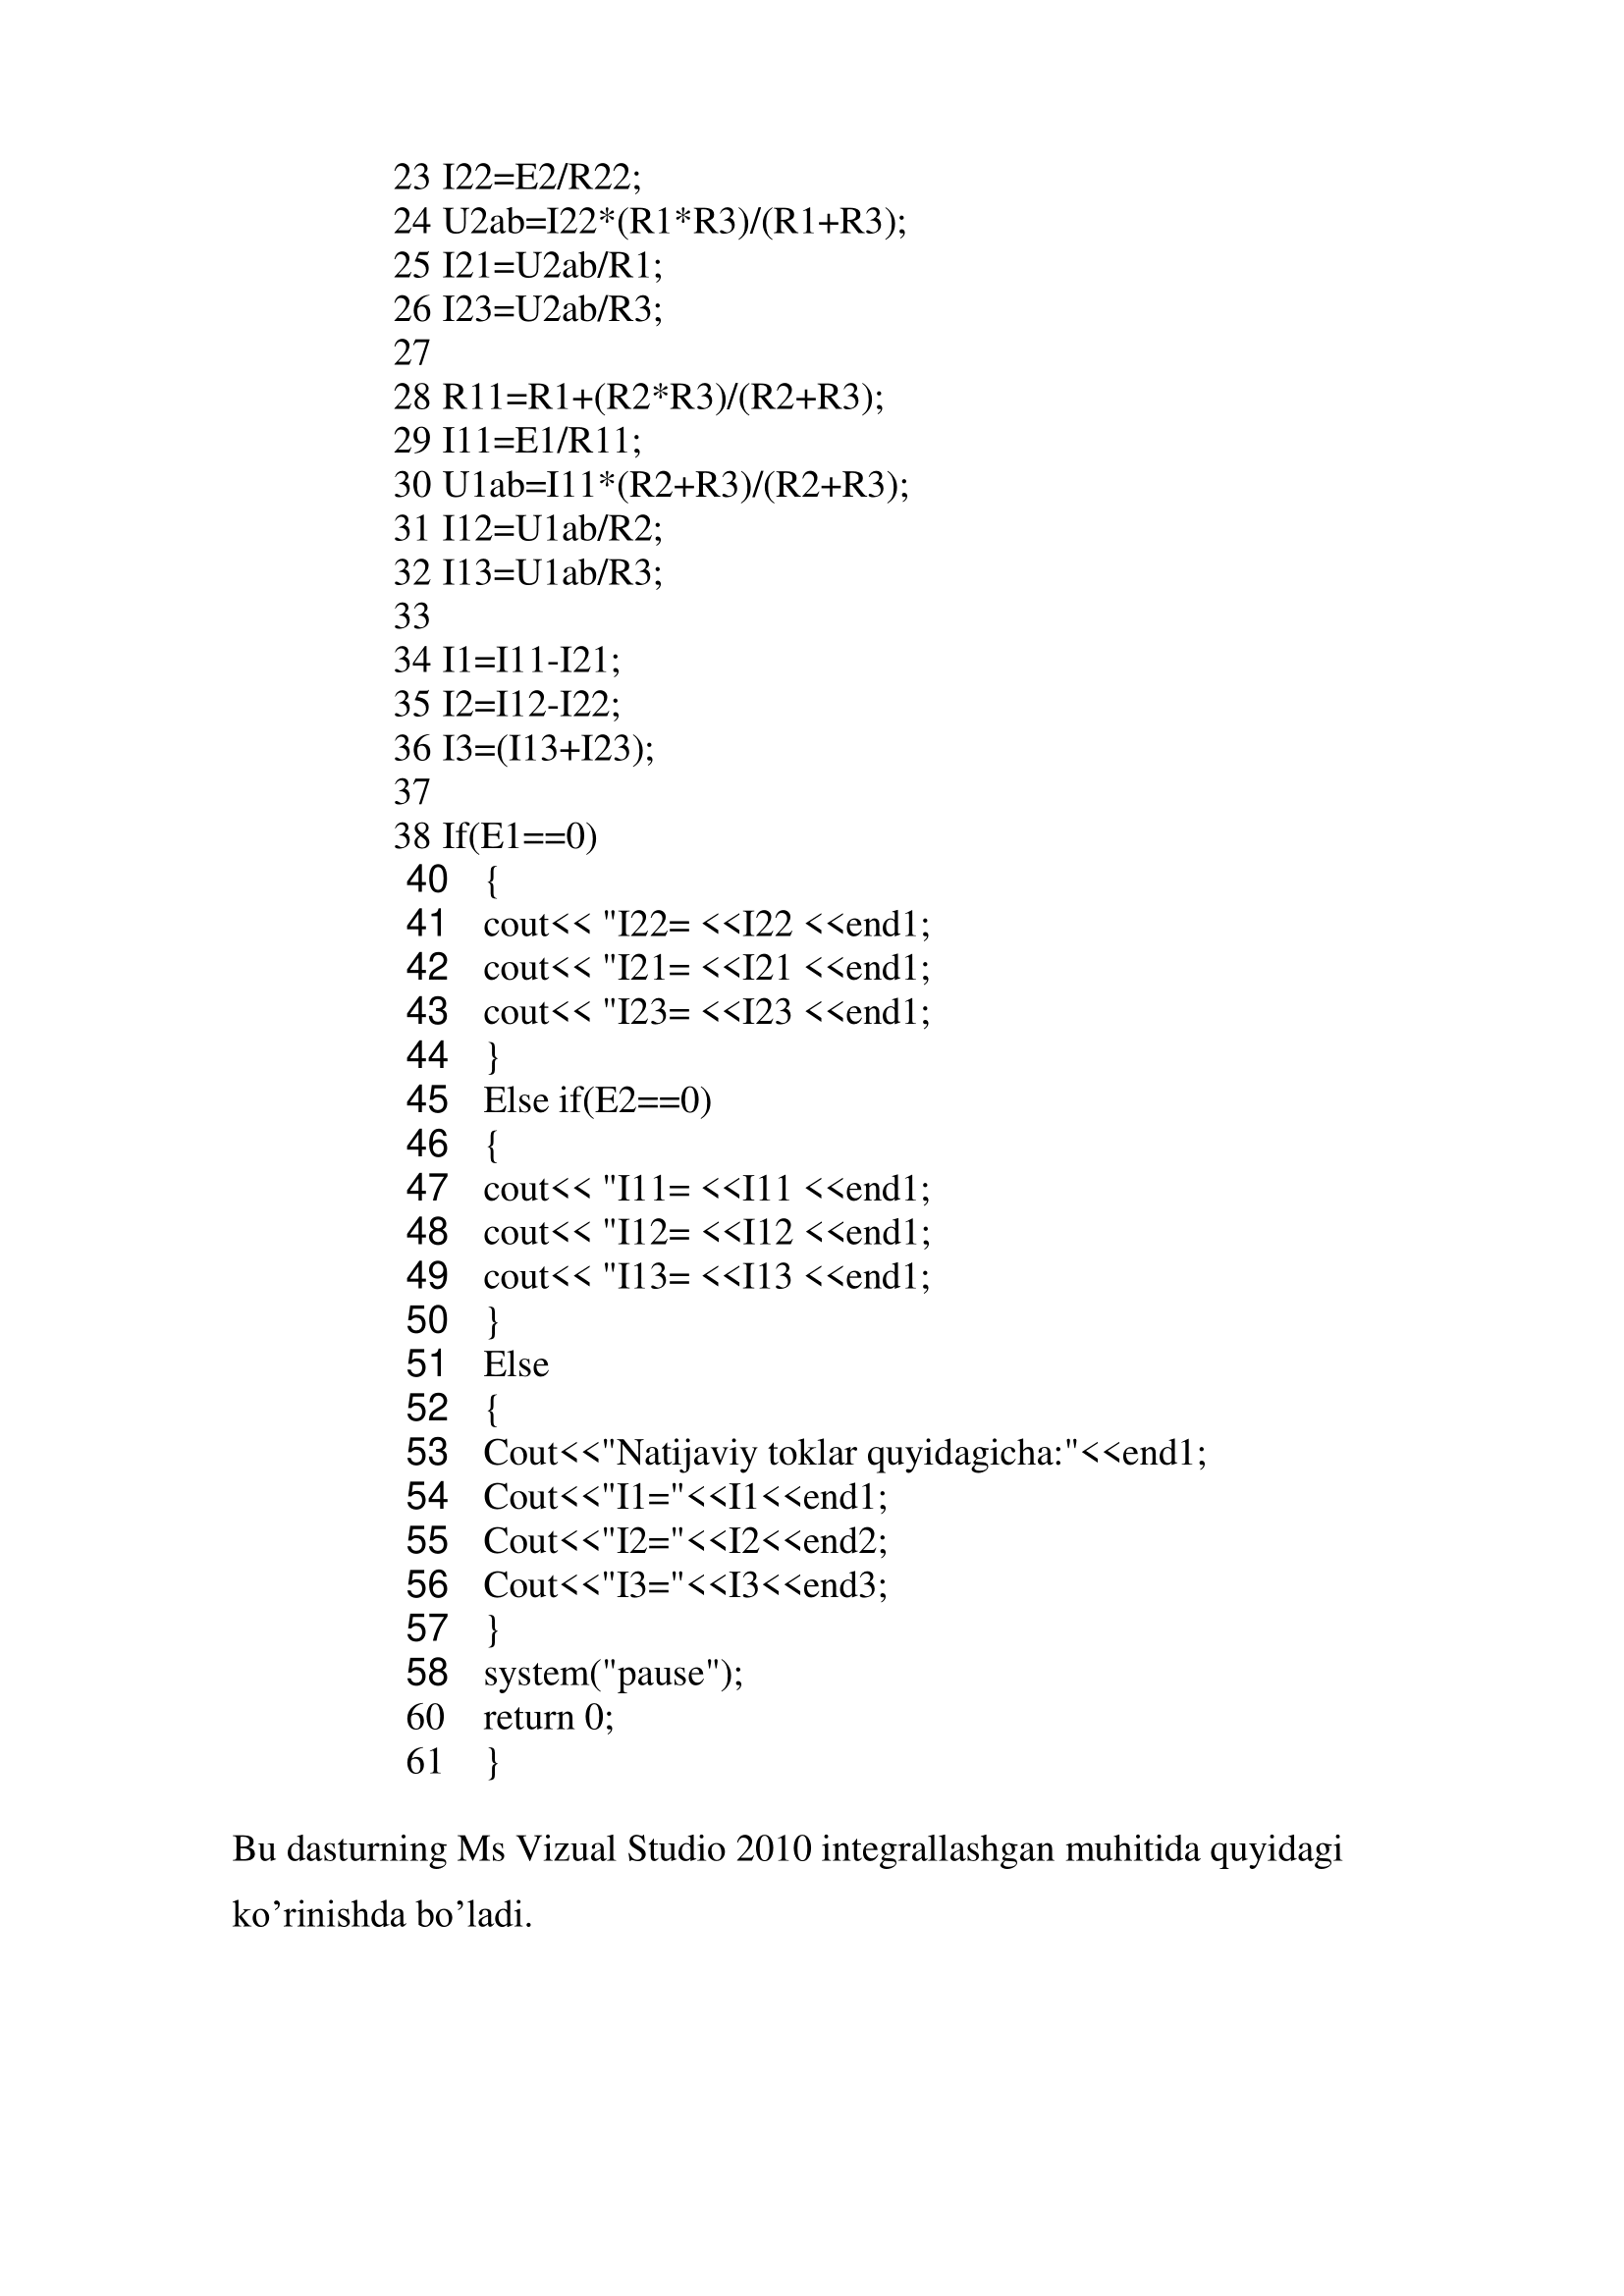 23 I22=E2/R22;
24 U2ab=I22*(R1*R3)/(R1+R3);
25 I21=U2ab/R1;
26 I23=U2ab/R3;
27
28 R11=R1+(R2*R3)/(R2+R3);
29 I11=E1/R11;
30 U1ab=I11*(R2+R3)/(R2+R3);
31 I12=U1ab/R2;
32 I13=U1ab/R3;
33
34 I1=I11-I21;
35 I2=I12-I22;
36 I3=(I13+I23);
37
38 If(E1==0)
40 {
41 cout<< "I22= <<I22 <<end1;
42 cout<< "I21= <<I21 <<end1;
43 cout<< "I23= <<I23 <<end1;
44 }
45 Else if(E2==0)
46 {
47 cout<< "I11= <<I11 <<end1;
48 cout<< "I12= <<I12 <<end1;
49 cout<< "I13= <<I13 <<end1;
50 }
51 Else
52 {
53 Cout<<"Natijaviy toklar quyidagicha:"<<end1;
54 Cout<<"I1="<<I1<<end1;
55 Cout<<"I2="<<I2<<end2;
56 Cout<<"I3="<<I3<<end3;
57 }
58 system("pause");
60 return 0;
61 }
Bu dasturning Ms Vizual Studio 2010 integrallashgan muhitida quyidagi
ko’rinishda bo’ladi.